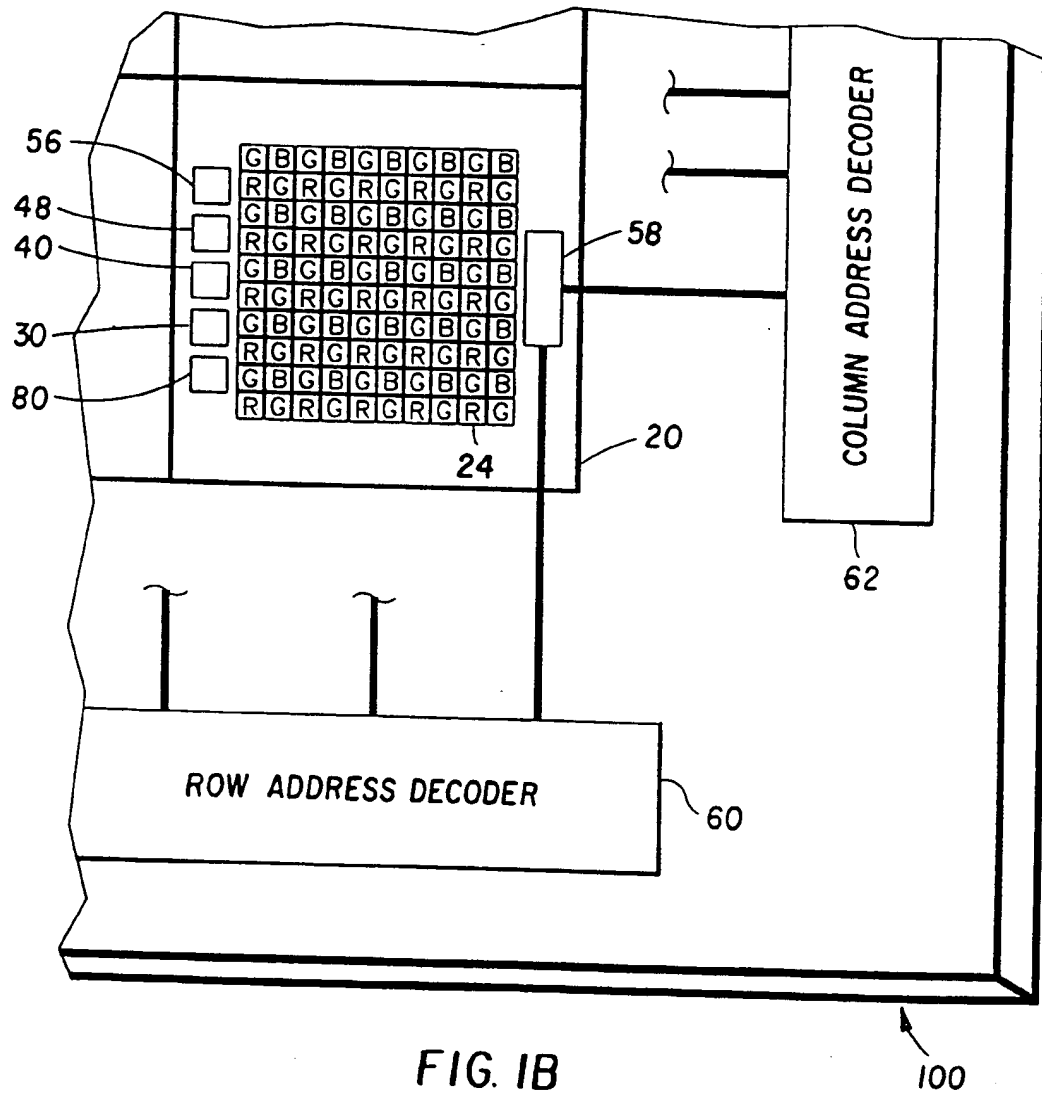 56
48
40
30
80
G B G B G B G B G B
R G R G R G R G R G
G B G B G B G B G B
R G R G R G R G R G
G B G B G B G B G B
R G R G R G R G R G
G B G B G B G B G B
R G R G R G R G R G
G B G B G B G B G B
R G R G R G R G R G
24
58
20
COLUMN ADDRESS DECODER
62
ROW ADDRESS DECODER
60
100
FIG. 1B